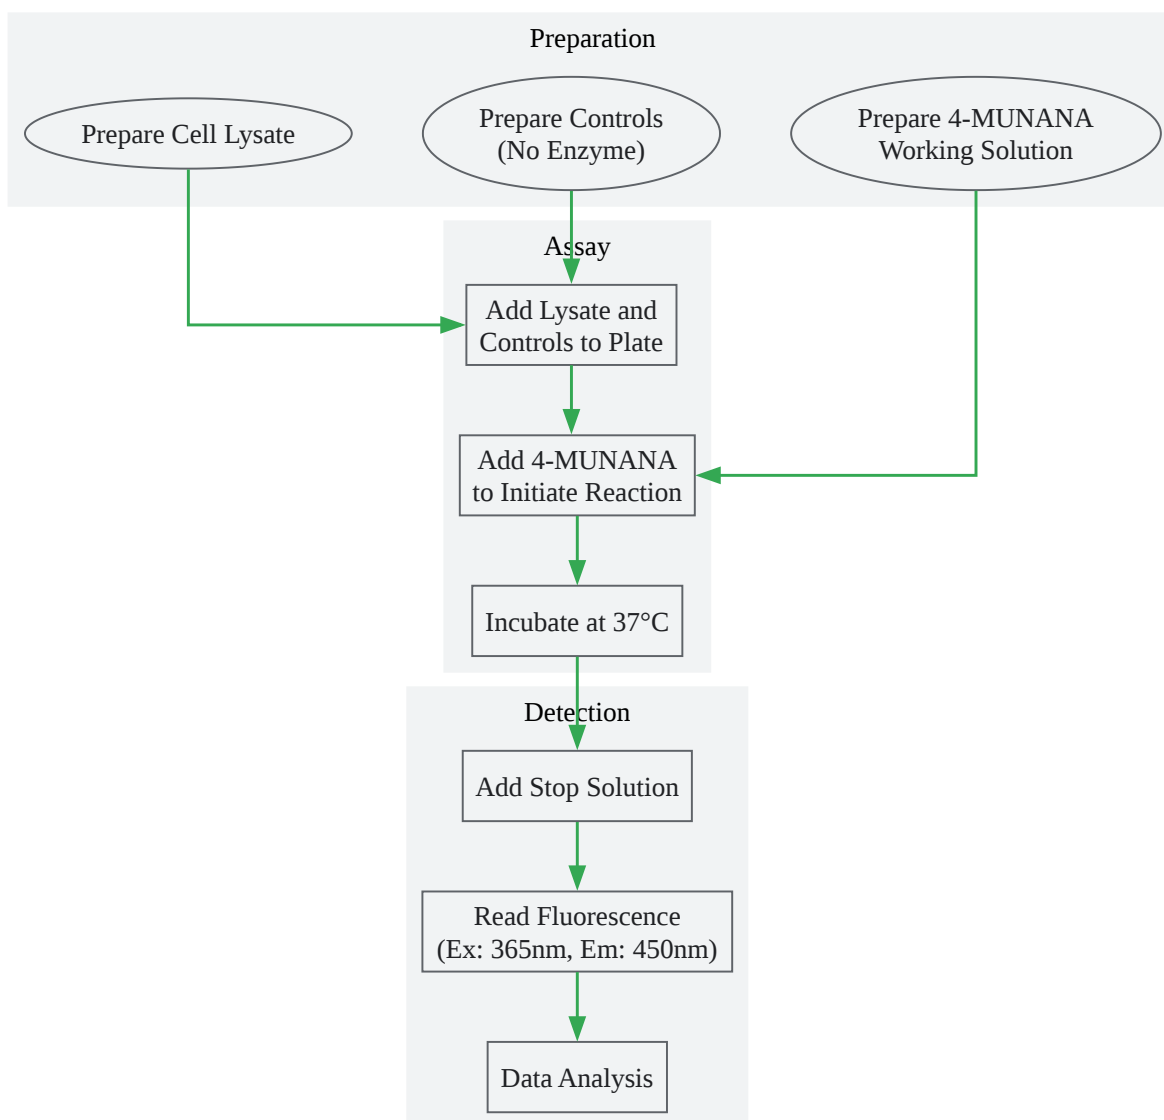 Preparation
Prepare Cell Lysate
Prepare Controls
(No Enzyme)
Prepare 4-MUNANA
Working Solution
Assay
Add Lysate and
Controls to Plate
Add 4-MUNANA
to Initiate Reaction
Incubate at 37°C
Detection
Add Stop Solution
Read Fluorescence
(Ex: 365nm, Em: 450nm)
Data Analysis